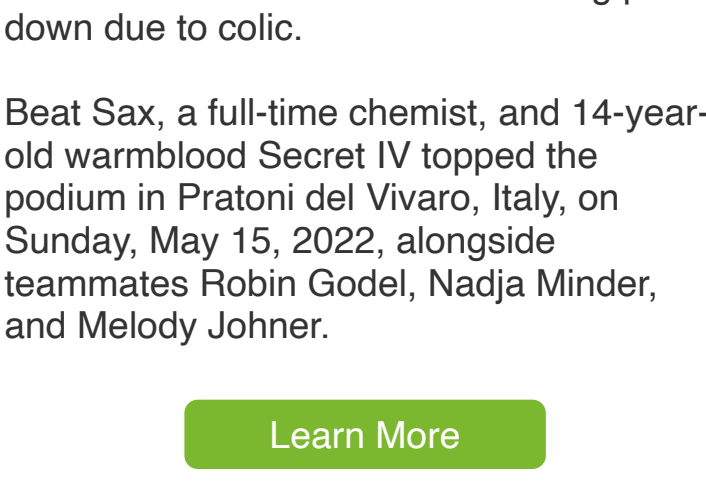 down due to colic.
Beat Sax, a full-time chemist, and 14-year-
old warmblood Secret IV topped the
podium in Pratoni del Vivaro, Italy, on
Sunday, May 15, 2022, alongside
teammates Robin Godel, Nadja Minder,
and Melody Johner.
Learn More